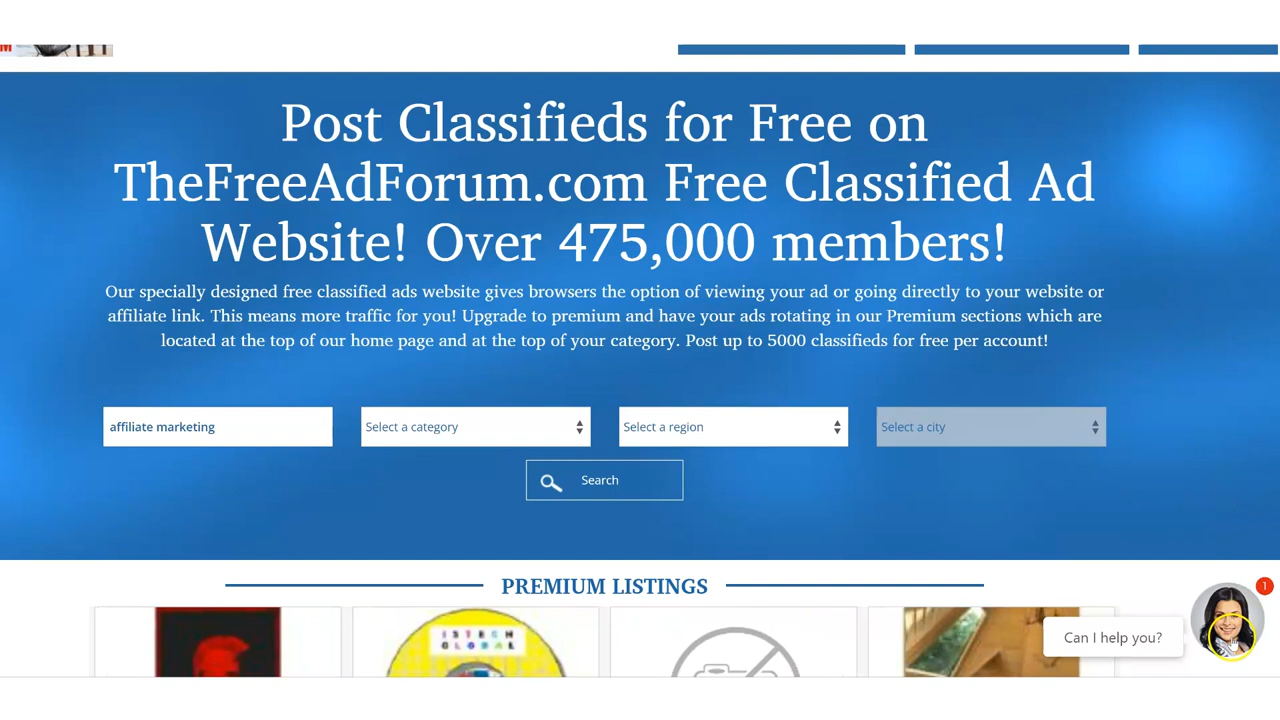 M
Post Classifieds for Free on
TheFreeAdForum.com Free Classified Ad
Website! Over 475,000 members!
Our specially designed free classified ads website gives browsers the option of viewing your ad or going directly to your website or
affiliate link. This means more traffic for you! Upgrade to premium and have your ads rotating in our Premium sections which are
located at the top of our home page and at the top of your category. Post up to 5000 classifieds for free per account!
affiliate marketing
Select a category
Select a region
Select a city
Search
PREMIUM LISTINGS
ISTECH
GLOBAL
1
Can I help you?